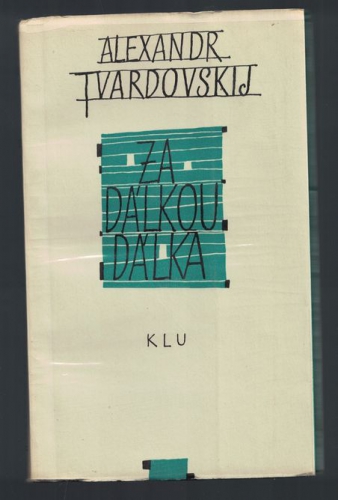 ALEXANDR
TVARDOVSKIJ
ZA
DÁLKOU
DÁLKA
KLU